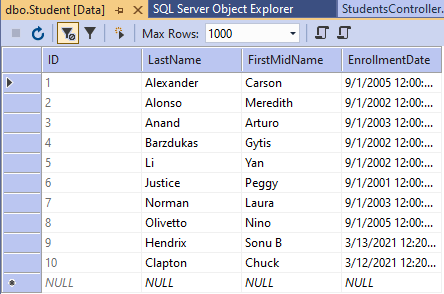 dbo.Student [Data] SQL Server Object Explorer StudentsController.
Max Rows: 1000
ID LastName FirstMidName EnrollmentDate
1 Alexander Carson 9/1/2005 12:00:...
2 Alonso Meredith 9/1/2002 12:00:...
3 Anand Arturo 9/1/2003 12:00:...
4 Barzdukas Gytis 9/1/2002 12:00:...
5 Li Yan 9/1/2002 12:00:...
6 Justice Peggy 9/1/2001 12:00:...
7 Norman Laura 9/1/2003 12:00:...
8 Olivetto Nino 9/1/2005 12:00:...
9 Hendrix Sonu B 3/13/2021 12:20...
10 Clapton Chuck 3/12/2021 12:20...
NULL NULL NULL NULL